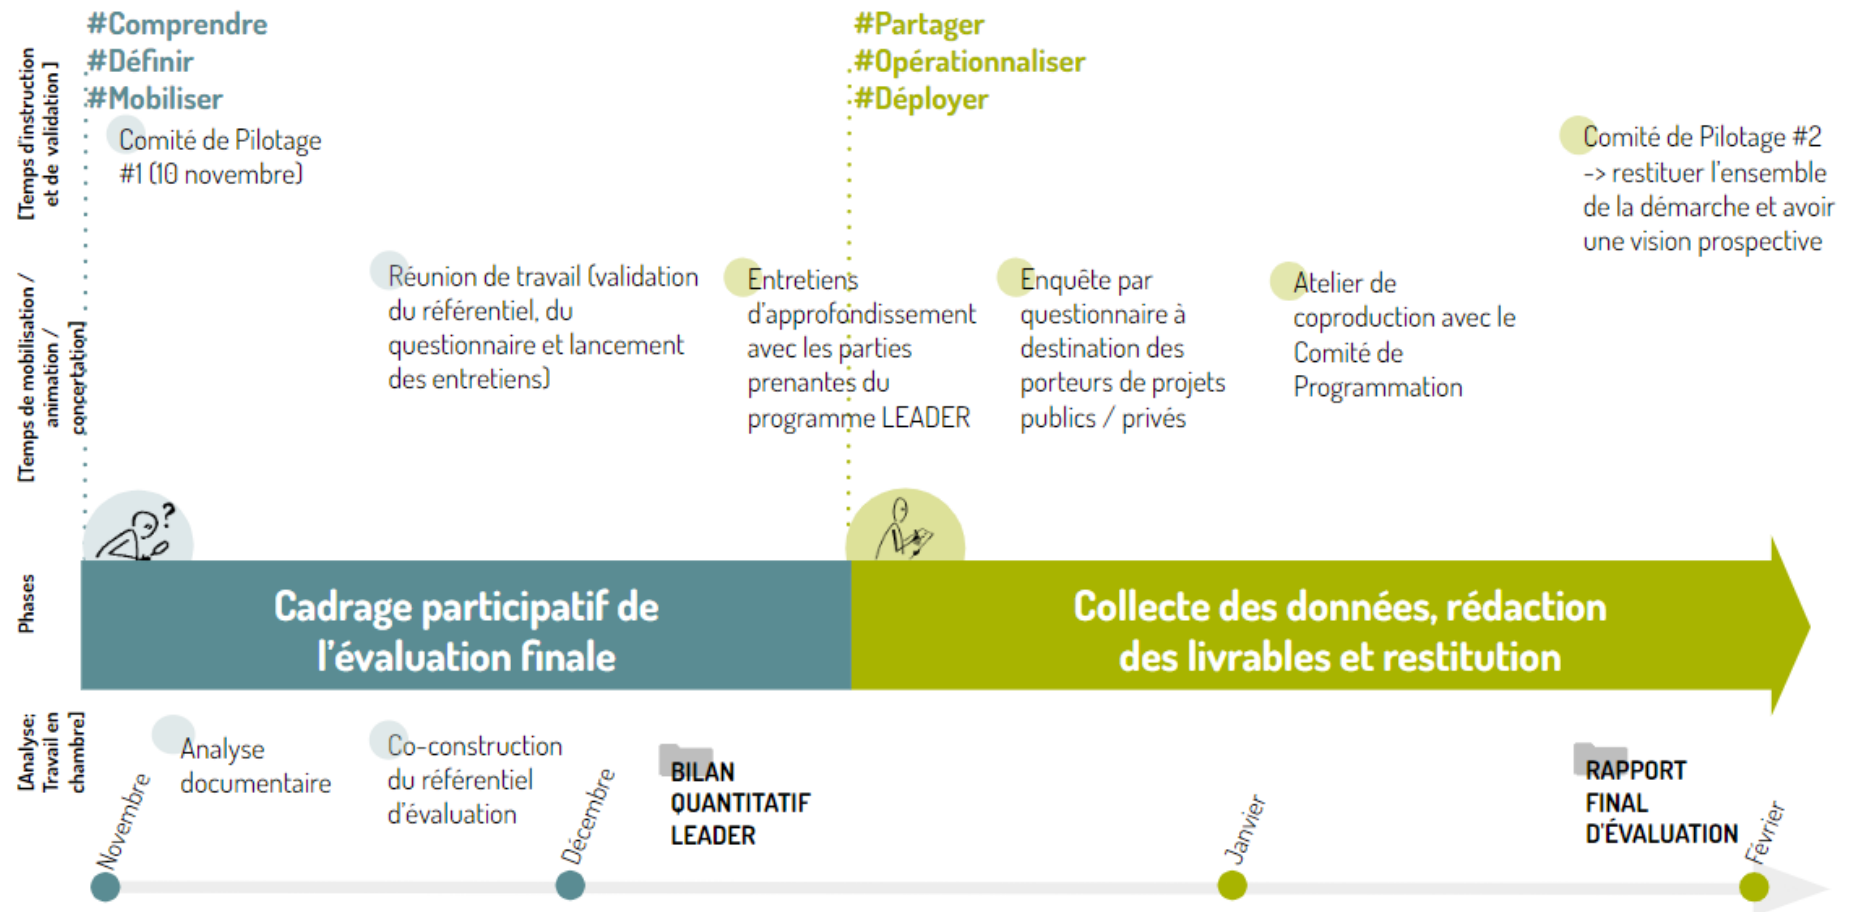 #Comprendre
#Définir
#Mobiliser
#Partager
#Opérationnaliser
#Déployer
[Temps d'instruction
et de validation]
Comité de Pilotage
#1 (10 novembre)
Comité de Pilotage #2
-> restituer l'ensemble
de la démarche et avoir
une vision prospective
[Temps de mobilisation /
animation /
concertation]
Réunion de travail (validation
du référentiel, du
questionnaire et lancement
des entretiens)
Entretiens
d'approfondissement
avec les parties
prenantes du
programme LEADER
Enquête par
questionnaire à
destination des
porteurs de projets
publics / privés
Atelier de
coproduction avec le
Comité de
Programmation
?
Phases
Cadrage participatif de
l'évaluation finale
Collecte des données, rédaction
des livrables et restitution
[Analyse;
Travail en
chambre]
Analyse
documentaire
Co-construction
du référentiel
d'évaluation
BILAN
QUANTITATIF
LEADER
RAPPORT
FINAL
D'ÉVALUATION
Novembre
Décembre
Janvier
Février